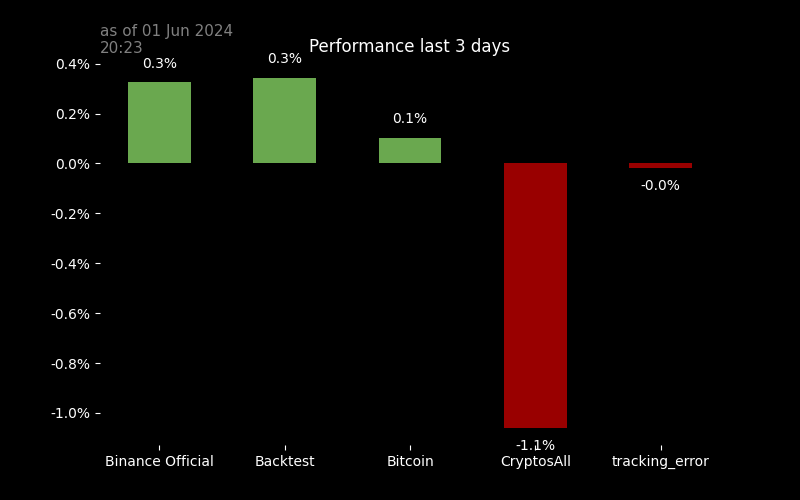 as of 01 Jun 2024
20:23
Performance last 3 days
0.4%
0.2%
0.0%
-0.2%
-0.4%
-0.6%
-0.8%
-1.0%
0.3%
0.3%
0.1%
-1.1%
-0.0%
Binance Official
Backtest
Bitcoin
CryptosAll
tracking_error